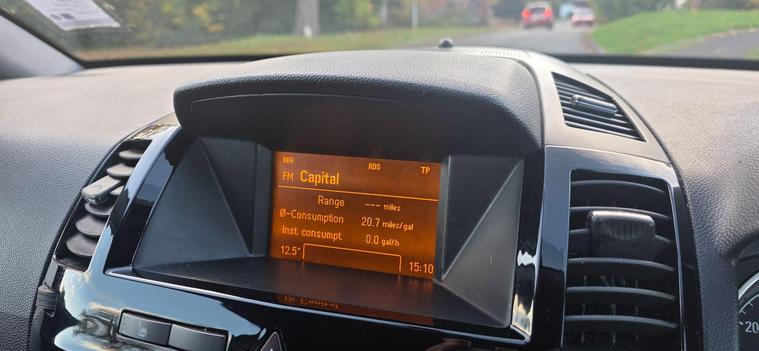 REG RDS TP
FM Capital
Range --- miles
Ø-Consumption 20.7 miles/gal
Inst. consumpt. 0.0 gal/h
12.5° 15:10
20